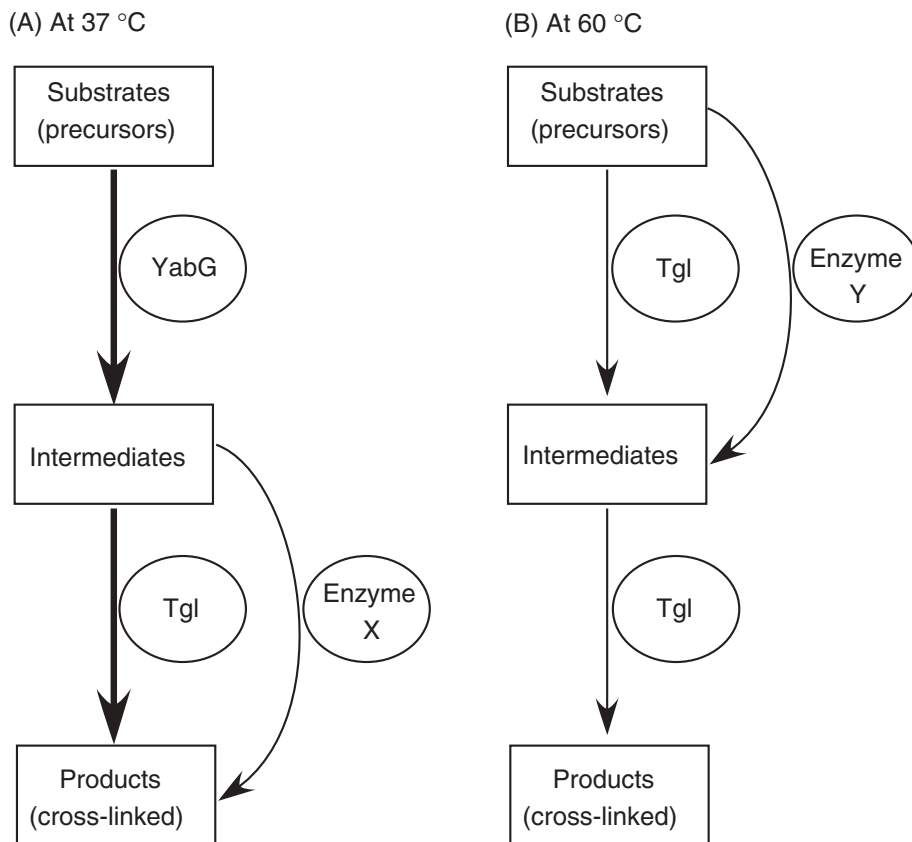 (A) At 37 °C
Substrates
(precursors)
YabG
Intermediates
Tgl
Enzyme
X
Products
(cross-linked)
(B) At 60 °C
Substrates
(precursors)
Tgl
Enzyme
Y
Intermediates
Tgl
Products
(cross-linked)